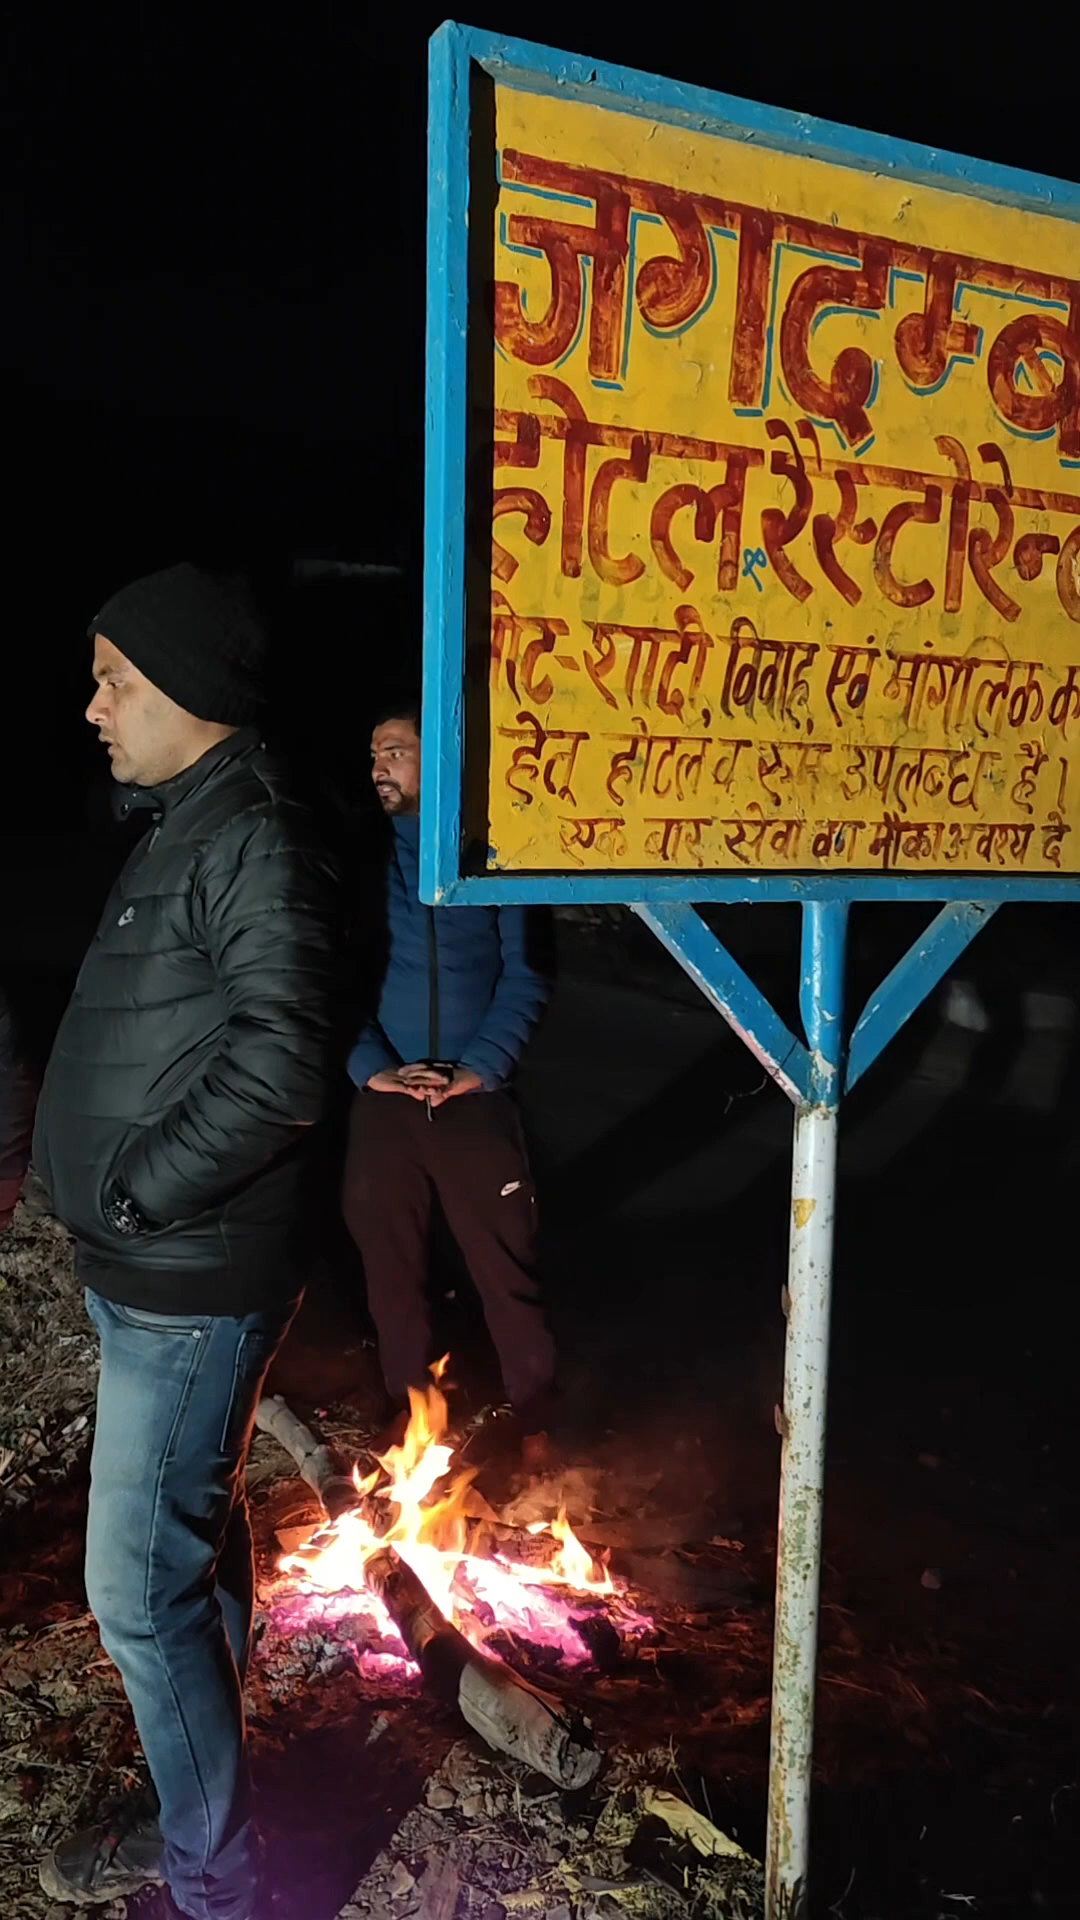 जगदम्ब
होटल रैस्टोरेन्ट
नोट-शादी, विवाह एवं मांगलिक का
हेतू होटल व रूम उपलब्ध है।
एक बार सेवा का मौका अवश्य दे